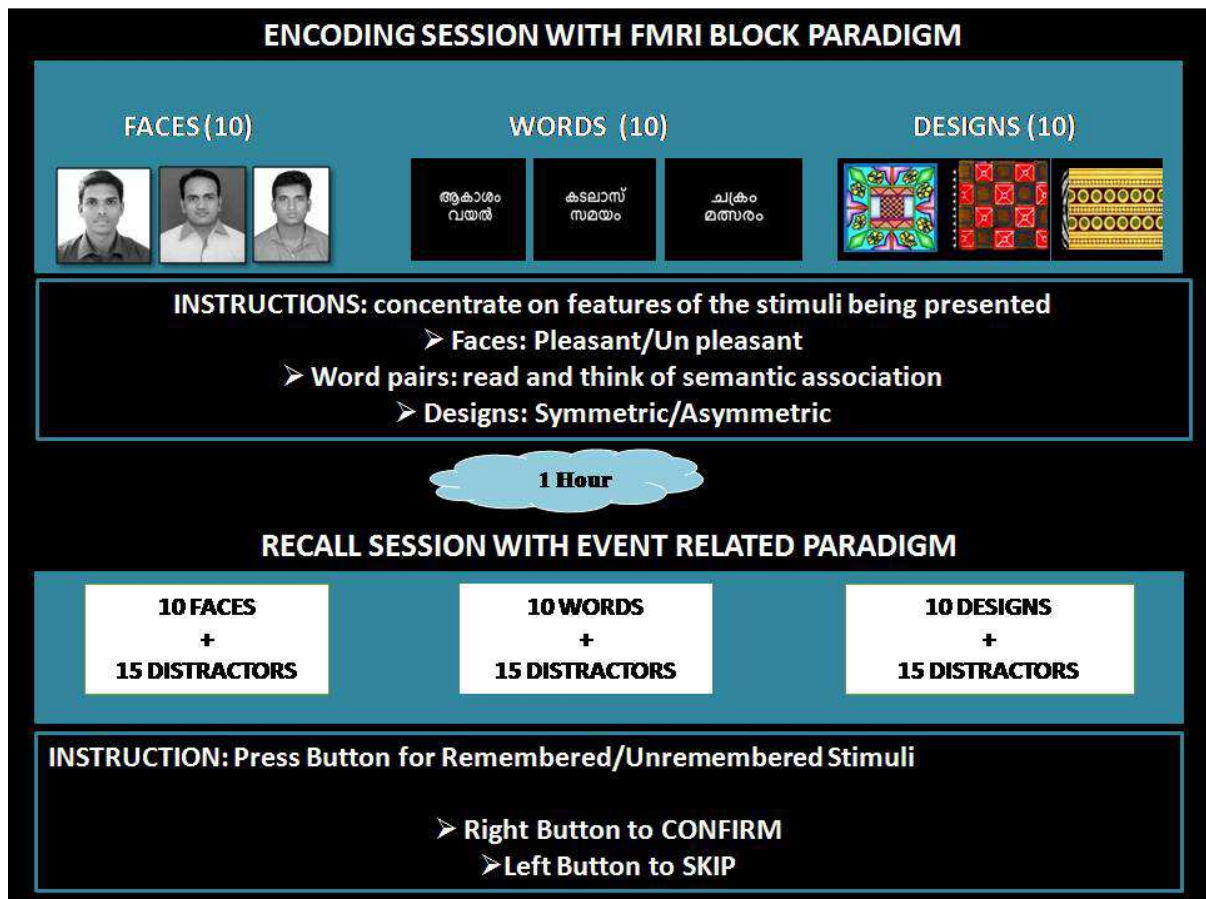 ENCODING SESSION WITH FMRI BLOCK PARADIGM
FACES (10)
WORDS (10)
DESIGNS (10)
ആകാശം
വയൽ
കടലാസ്
സമയം
ചക്രം
മത്സരം
INSTRUCTIONS: concentrate on features of the stimuli being presented
➢ Faces: Pleasant/Un pleasant
➢ Word pairs: read and think of semantic association
➢ Designs: Symmetric/Asymmetric
1 Hour
RECALL SESSION WITH EVENT RELATED PARADIGM
10 FACES
+
15 DISTRACTORS
10 WORDS
+
15 DISTRACTORS
10 DESIGNS
+
15 DISTRACTORS
INSTRUCTION: Press Button for Remembered/Unremembered Stimuli
➢ Right Button to CONFIRM
➢Left Button to SKIP